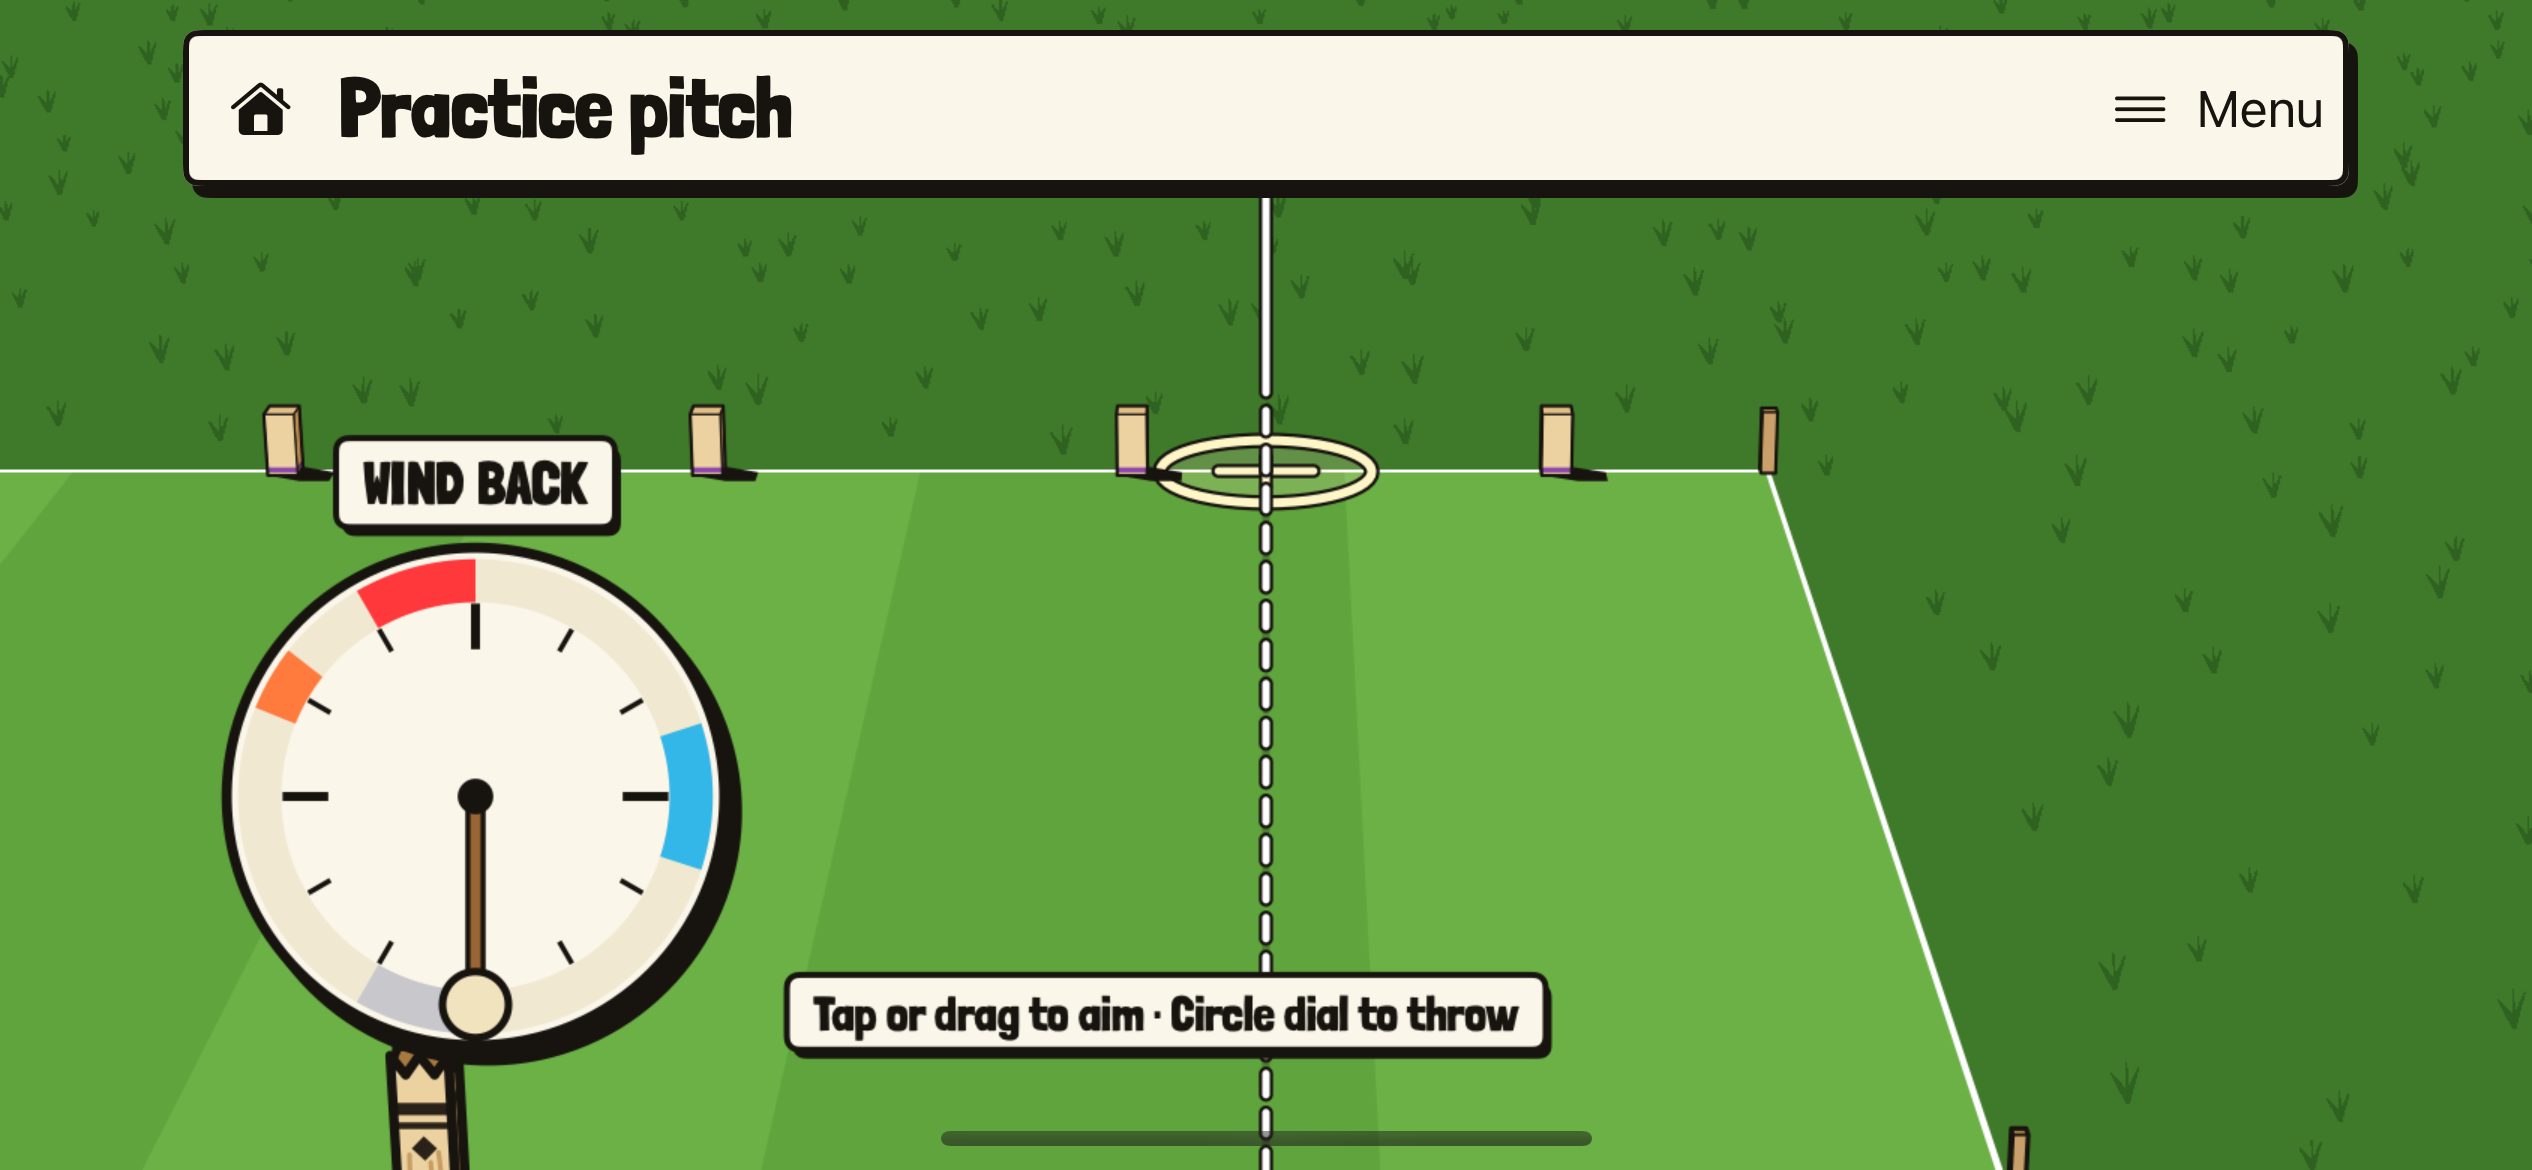 Practice pitch
Menu
WIND BACK
Tap or drag to aim · Circle dial to throw